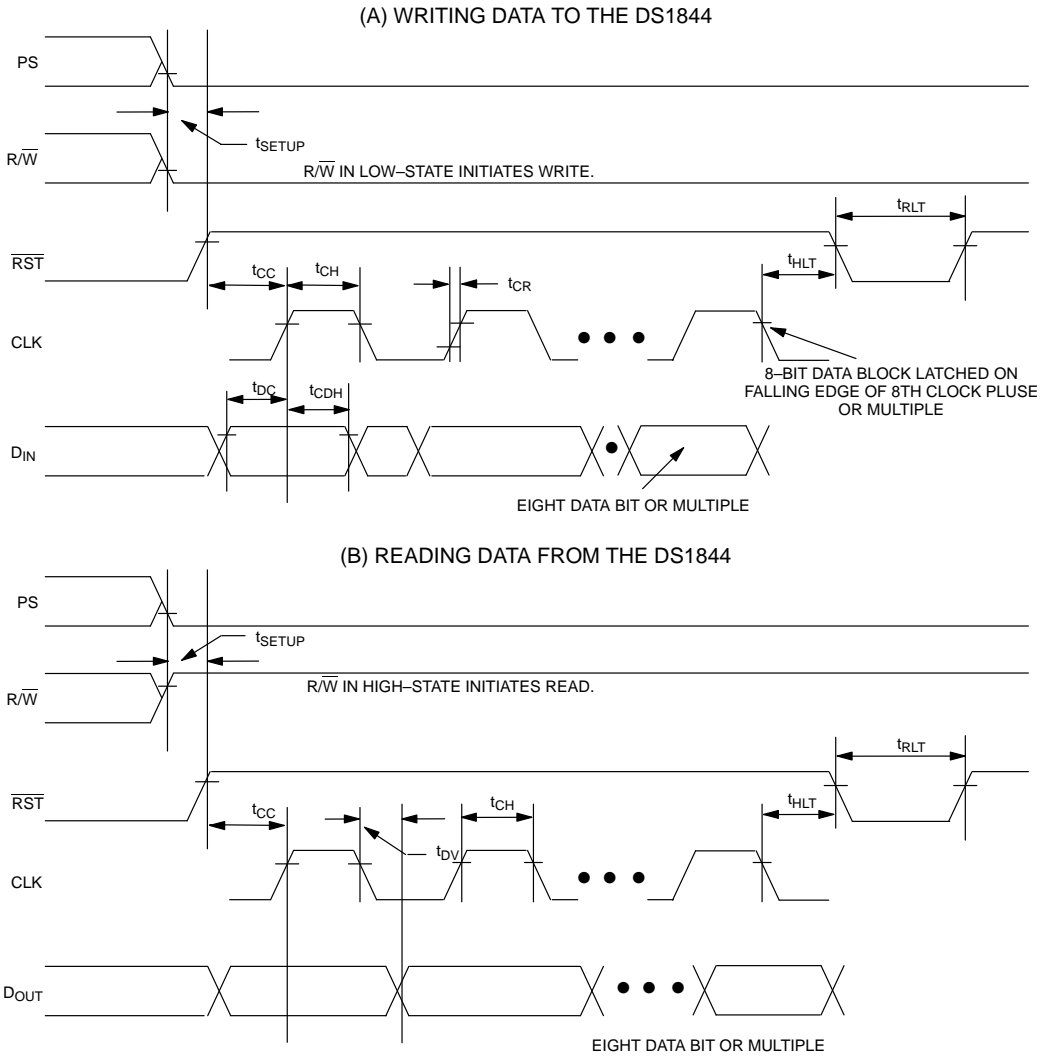 (A) WRITING DATA TO THE DS1844
PS
tSETUP
R/W̅
R/W̅ IN LOW–STATE INITIATES WRITE.
tRLT
R̅S̅T̅
tCC
tCH
tCR
tHLT
CLK
8–BIT DATA BLOCK LATCHED ON
FALLING EDGE OF 8TH CLOCK PLUSE
OR MULTIPLE
tDC
tCDH
DIN
EIGHT DATA BIT OR MULTIPLE
(B) READING DATA FROM THE DS1844
PS
tSETUP
R/W̅
R/W̅ IN HIGH–STATE INITIATES READ.
tRLT
R̅S̅T̅
tCC
tCH
tHLT
tDV
CLK
DOUT
EIGHT DATA BIT OR MULTIPLE